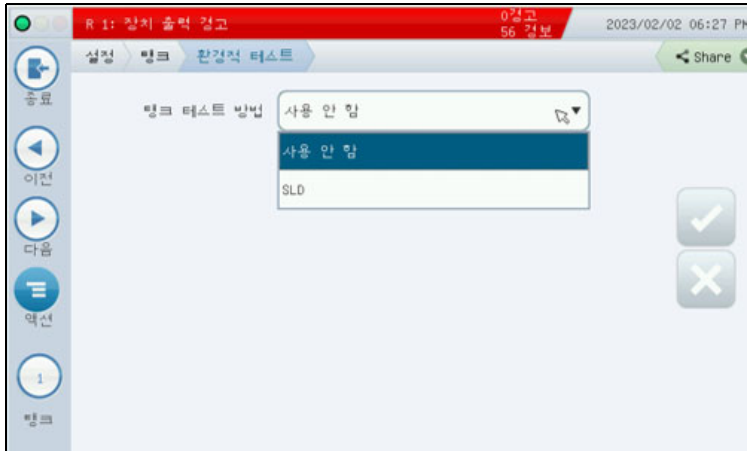 R 1: 장치 울력 경고
0경고
56 경보
2023/02/02 06:27 PM
설정
탱크
환경적 테스트
Share
종료
탱크 테스트 방법
사용 안 함
사용 안 함
SLD
이전
다음
액션
1
탱크